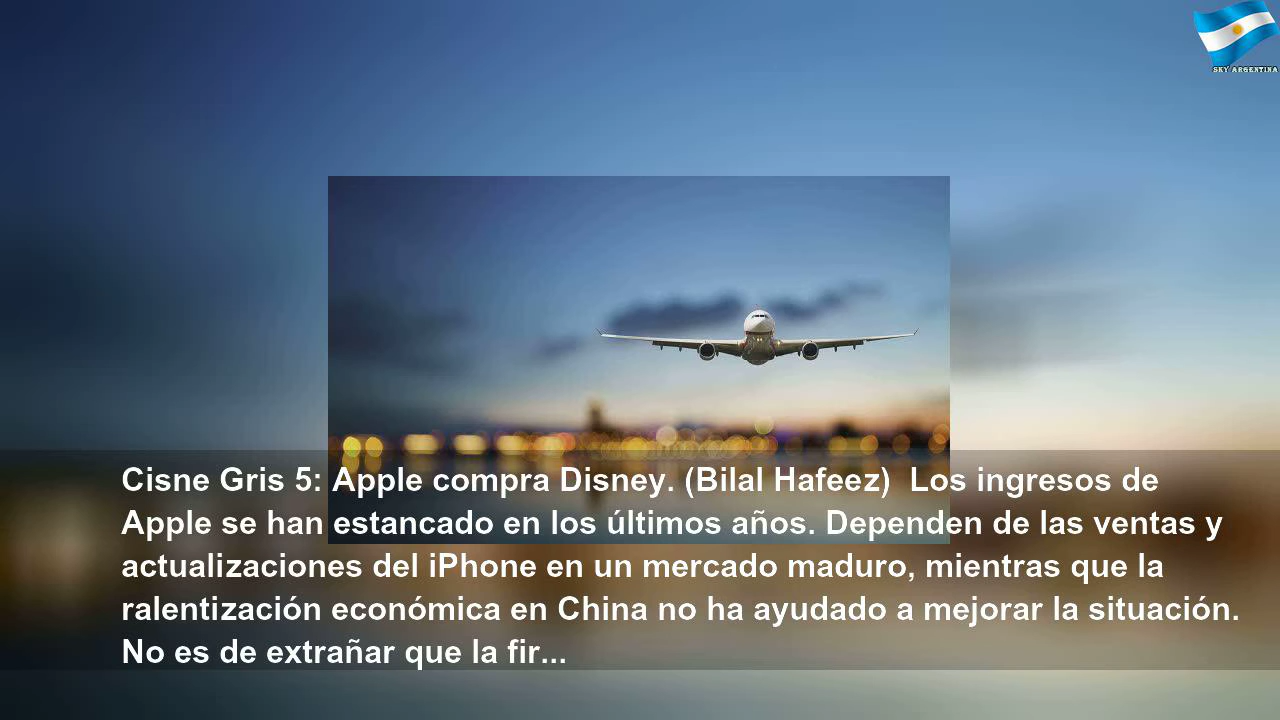 SKY ARGENTINA
Cisne Gris 5: Apple compra Disney. (Bilal Hafeez)  Los ingresos de
Apple se han estancado en los últimos años. Dependen de las ventas y
actualizaciones del iPhone en un mercado maduro, mientras que la
ralentización económica en China no ha ayudado a mejorar la situación.
No es de extrañar que la fir...